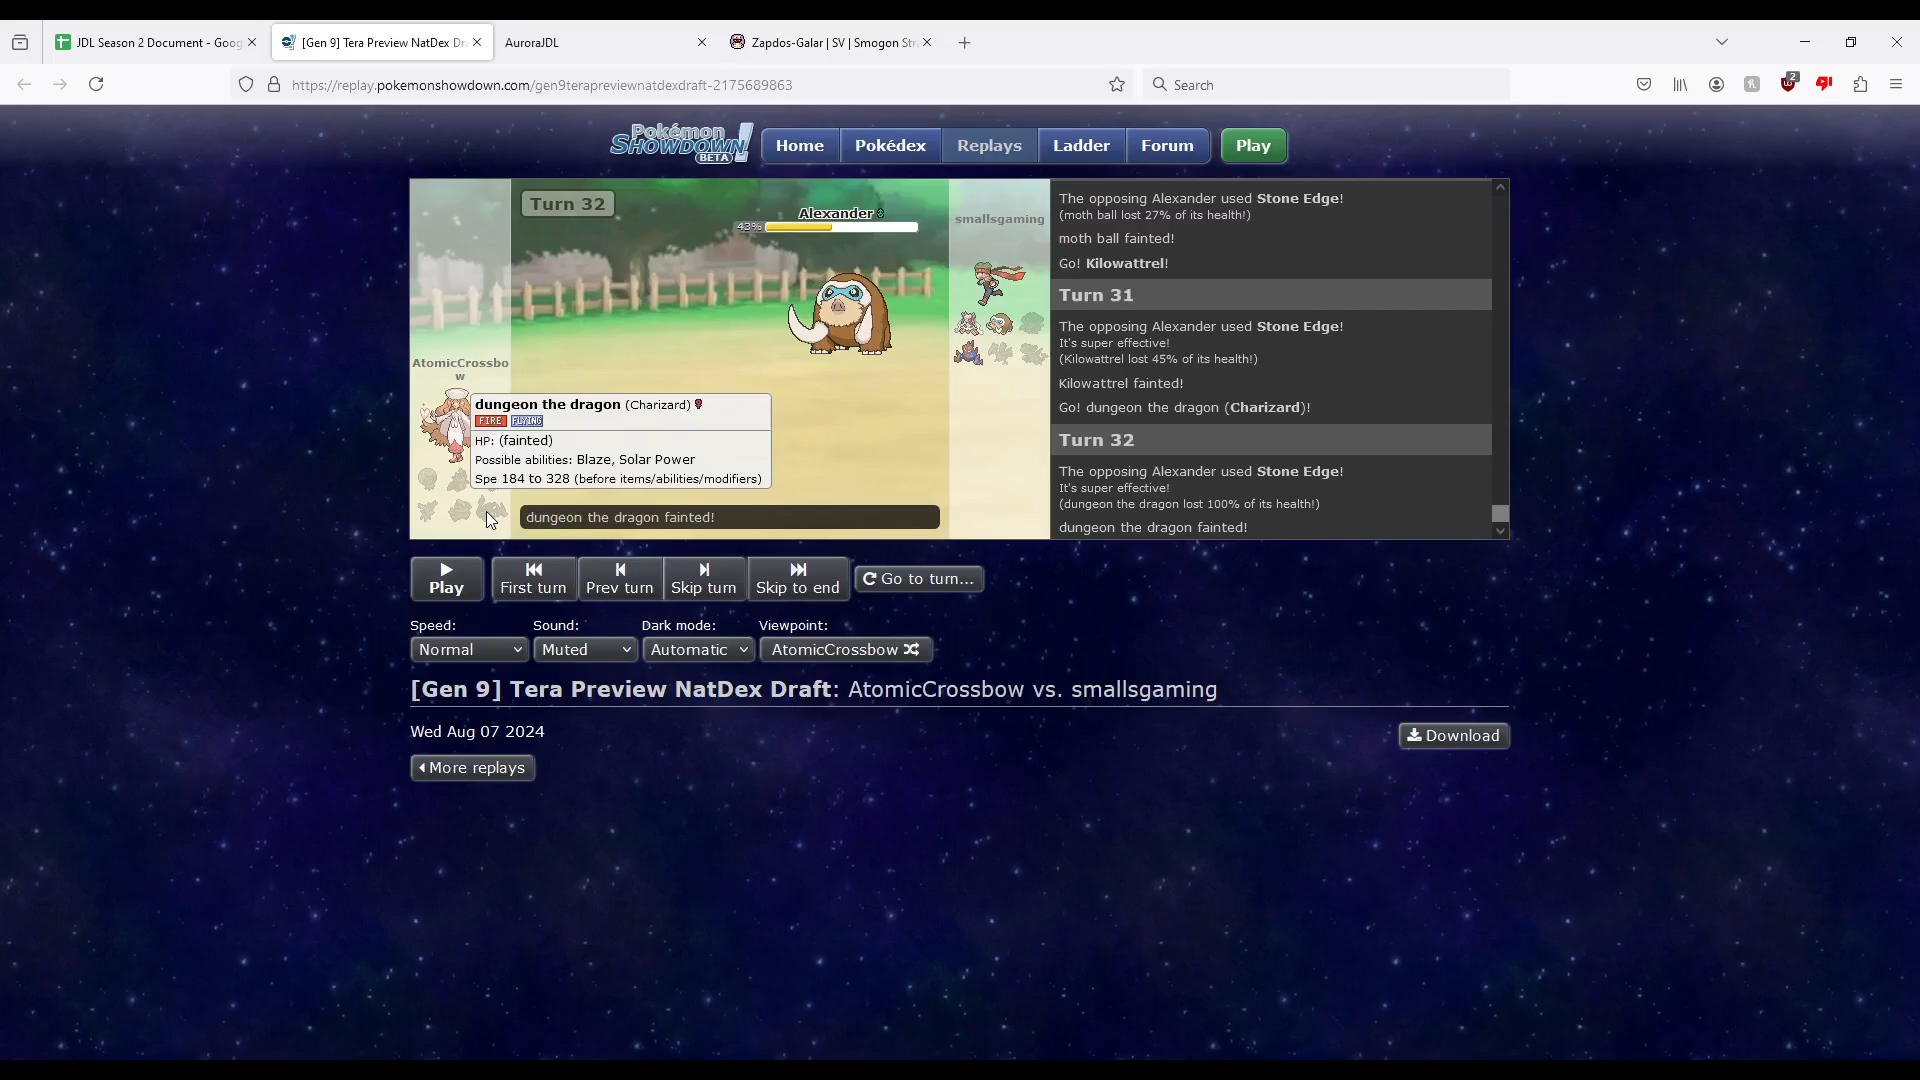 JDL Season 2 Document - Goog
[Gen 9] Tera Preview NatDex Dr
AuroraJDL
Zapdos-Galar | SV | Smogon Str
https://replay.pokemonshowdown.com/gen9terapreviewnatdexdraft-2175689863
Search
2
Pokémon
SHOWDOWN!
BETA
Home
Pokédex
Replays
Ladder
Forum
Play
Turn 32
Alexander
43%
smallsgaming
AtomicCrossbo
w
dungeon the dragon (Charizard)
FIRE FLYING
HP: (fainted)
Possible abilities: Blaze, Solar Power
Spe 184 to 328 (before items/abilities/modifiers)
dungeon the dragon fainted!
The opposing Alexander used Stone Edge!
(moth ball lost 27% of its health!)
moth ball fainted!
Go! Kilowattrel!
Turn 31
The opposing Alexander used Stone Edge!
It's super effective!
(Kilowattrel lost 45% of its health!)
Kilowattrel fainted!
Go! dungeon the dragon (Charizard)!
Turn 32
The opposing Alexander used Stone Edge!
It's super effective!
(dungeon the dragon lost 100% of its health!)
dungeon the dragon fainted!
Play
First turn
Prev turn
Skip turn
Skip to end
Go to turn...
Speed:
Sound:
Dark mode:
Viewpoint:
Normal
Muted
Automatic
AtomicCrossbow
[Gen 9] Tera Preview NatDex Draft: AtomicCrossbow vs. smallsgaming
Wed Aug 07 2024
Download
More replays